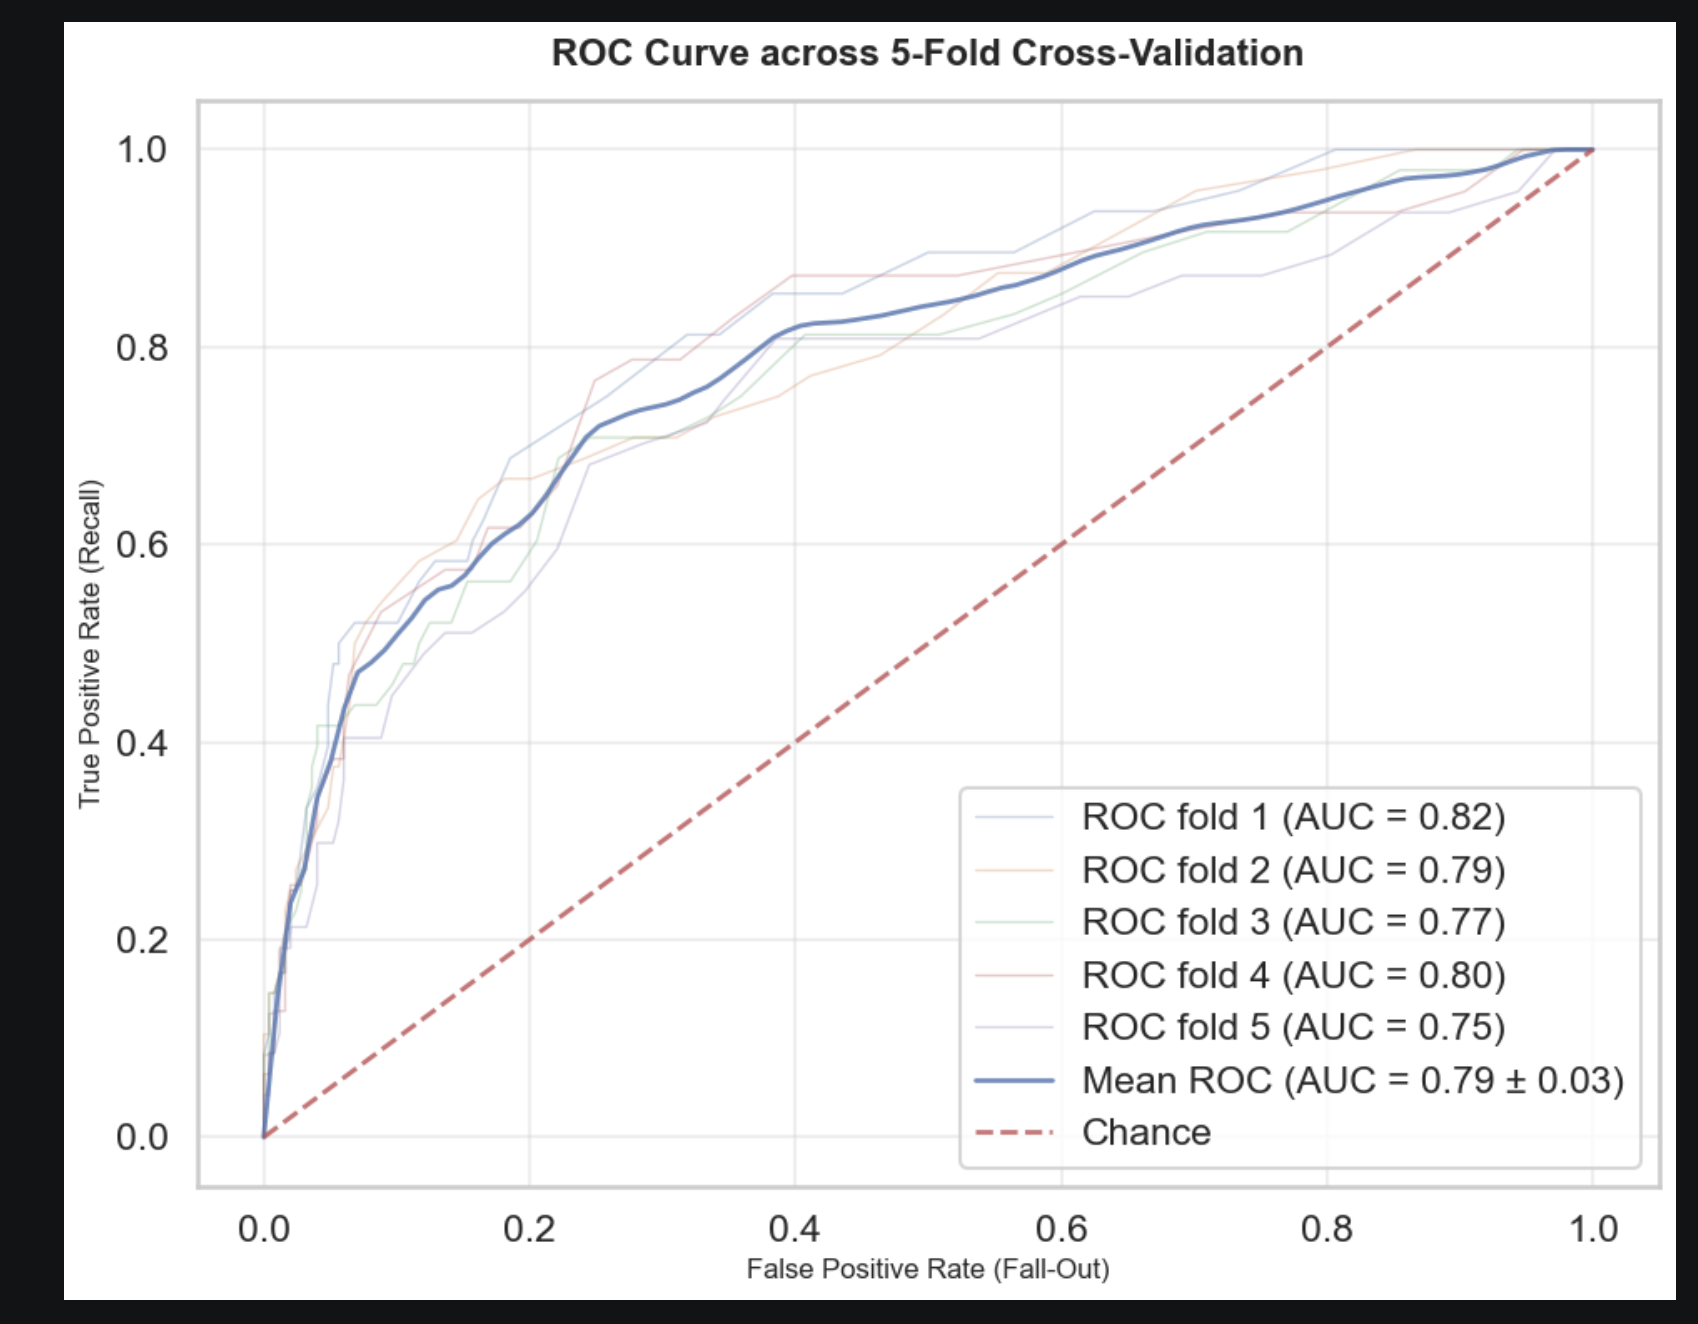 ROC Curve across 5-Fold Cross-Validation
True Positive Rate (Recall)
1.0
0.8
0.6
0.4
0.2
0.0
ROC fold 1 (AUC = 0.82)
ROC fold 2 (AUC = 0.79)
ROC fold 3 (AUC = 0.77)
ROC fold 4 (AUC = 0.80)
ROC fold 5 (AUC = 0.75)
Mean ROC (AUC = 0.79 ± 0.03)
Chance
0.0 0.2 0.4 0.6 0.8 1.0
False Positive Rate (Fall-Out)